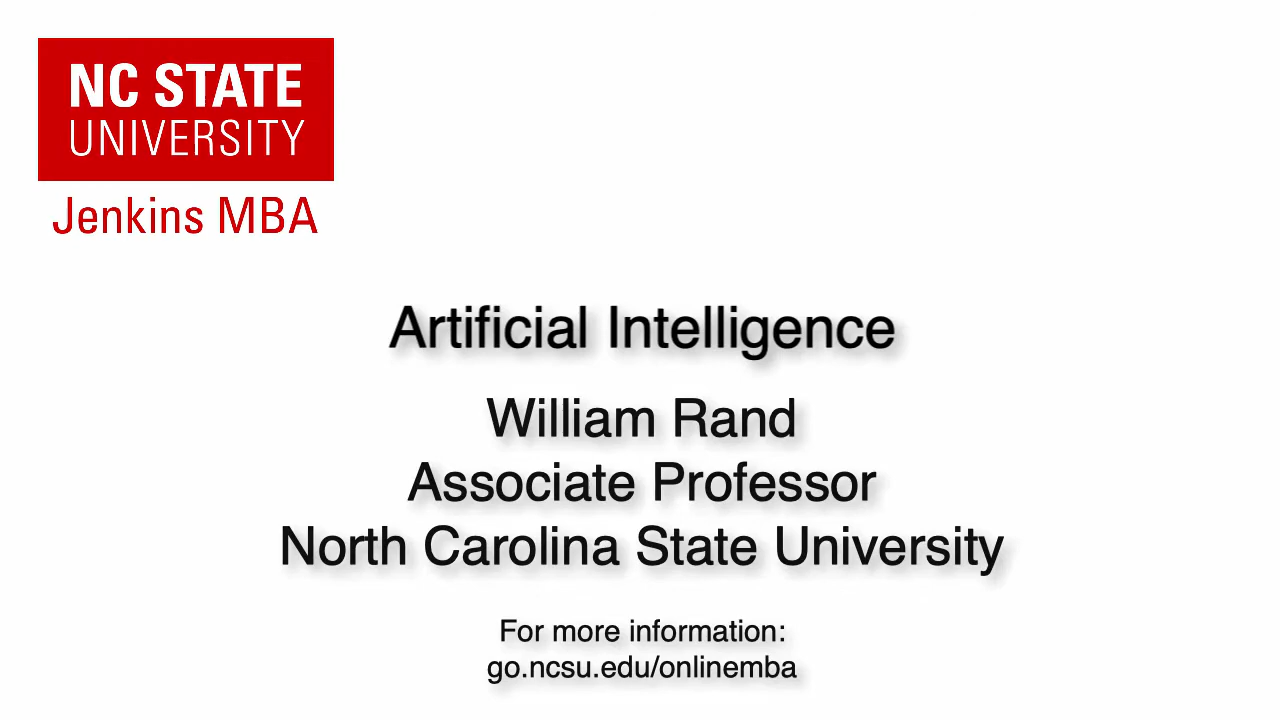 NC STATE
UNIVERSITY
Jenkins MBA
Artificial Intelligence
William Rand
Associate Professor
North Carolina State University
For more information:
go.ncsu.edu/onlinemba